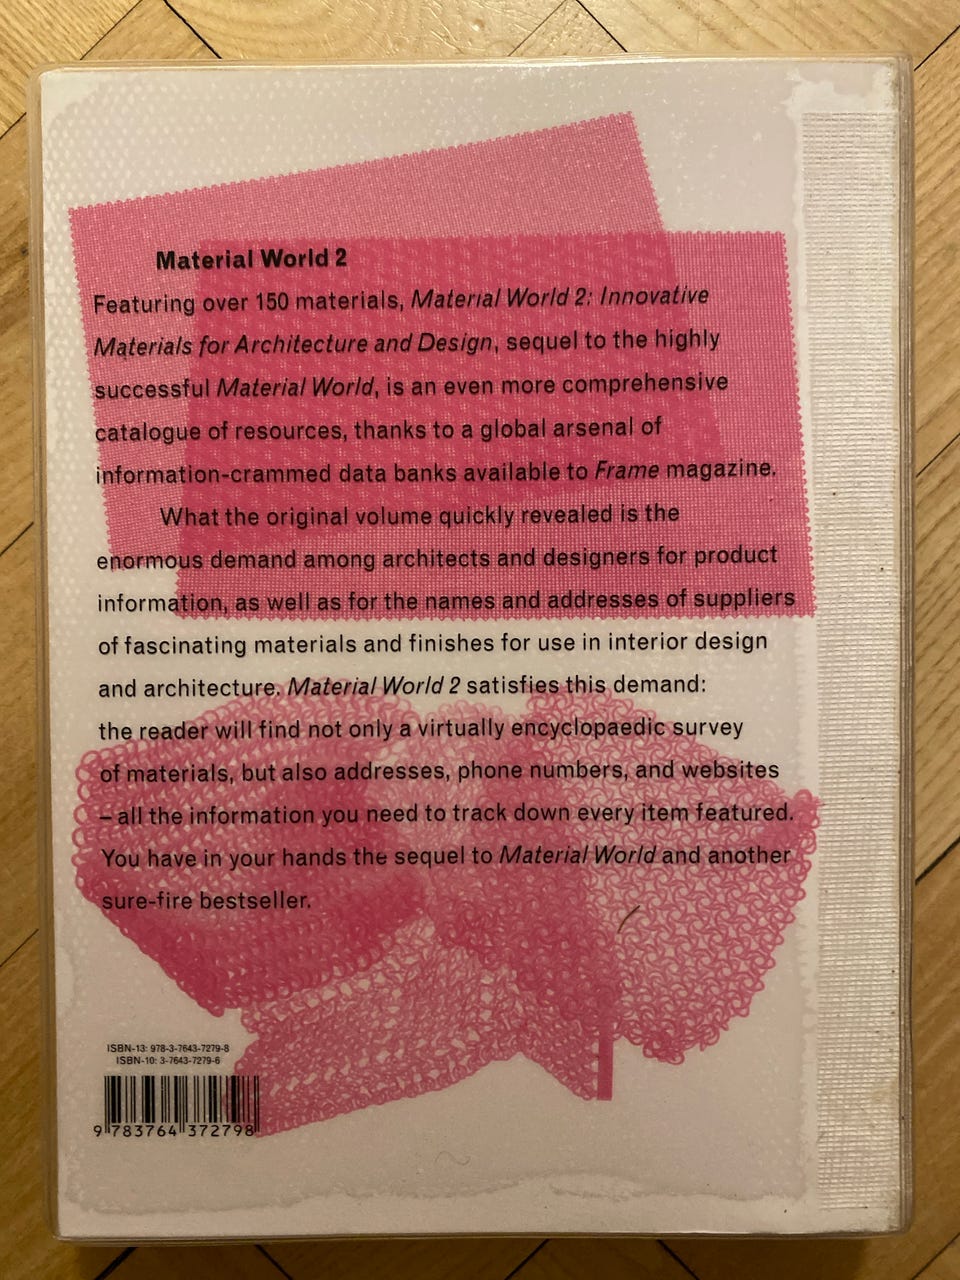 Material World 2
Featuring over 150 materials, Material World 2: Innovative
Materials for Architecture and Design, sequel to the highly
successful Material World, is an even more comprehensive
catalogue of resources, thanks to a global arsenal of
information-crammed data banks available to Frame magazine.
What the original volume quickly revealed is the
enormous demand among architects and designers for product
information, as well as for the names and addresses of suppliers
of fascinating materials and finishes for use in interior design
and architecture. Material World 2 satisfies this demand:
the reader will find not only a virtually encyclopaedic survey
of materials, but also addresses, phone numbers, and websites
– all the information you need to track down every item featured.
You have in your hands the sequel to Material World and another
sure-fire bestseller.
ISBN-13: 978-3-7643-7279-8
ISBN-10: 3-7643-7279-6
9 783764 372798